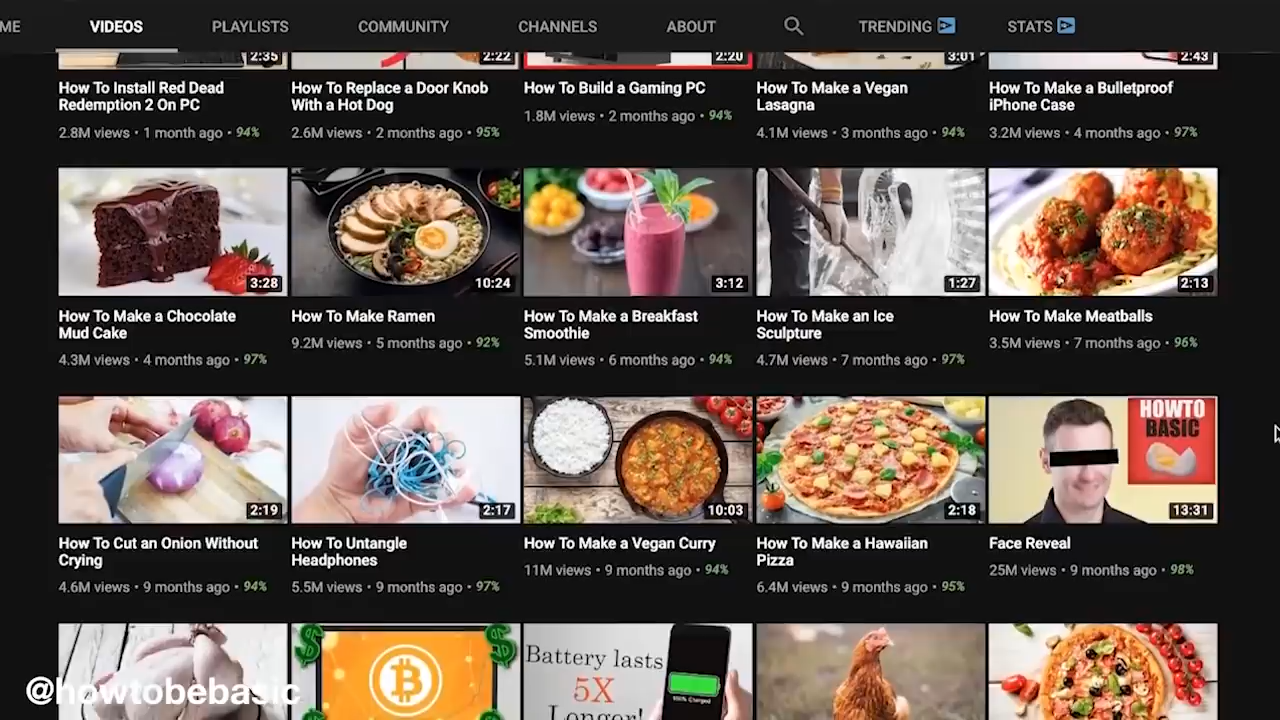 ME VIDEOS PLAYLISTS COMMUNITY CHANNELS ABOUT TRENDING STATS
2:35 2:22 2:20 3:01 2:43
How To Install Red Dead
Redemption 2 On PC
2.8M views • 1 month ago • 94%
How To Replace a Door Knob
With a Hot Dog
2.6M views • 2 months ago • 95%
How To Build a Gaming PC
1.8M views • 2 months ago • 94%
How To Make a Vegan
Lasagna
4.1M views • 3 months ago • 94%
How To Make a Bulletproof
iPhone Case
3.2M views • 4 months ago • 97%
3:28
How To Make a Chocolate
Mud Cake
4.3M views • 4 months ago • 97%
10:24
How To Make Ramen
9.2M views • 5 months ago • 92%
3:12
How To Make a Breakfast
Smoothie
5.1M views • 6 months ago • 94%
1:27
How To Make an Ice
Sculpture
4.7M views • 7 months ago • 97%
2:13
How To Make Meatballs
3.5M views • 7 months ago • 96%
2:19
How To Cut an Onion Without
Crying
4.6M views • 9 months ago • 94%
2:17
How To Untangle
Headphones
5.5M views • 9 months ago • 97%
10:03
How To Make a Vegan Curry
11M views • 9 months ago • 94%
2:18
How To Make a Hawaiian
Pizza
6.4M views • 9 months ago • 95%
HOWTO
BASIC
13:31
Face Reveal
25M views • 9 months ago • 98%
Battery lasts
5X
Longer!
100% Charged
@howtobebasic